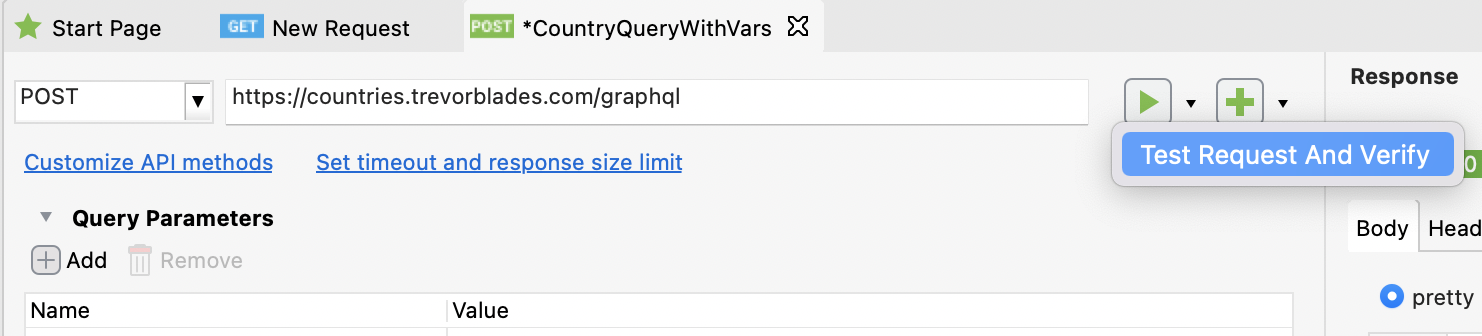 Start Page
GET New Request
POST *CountryQueryWithVars
Response
POST
https://countries.trevorblades.com/graphql
Customize API methods
Set timeout and response size limit
Test Request And Verify
0
Query Parameters
Add
Remove
Body
Head
pretty
Name
Value